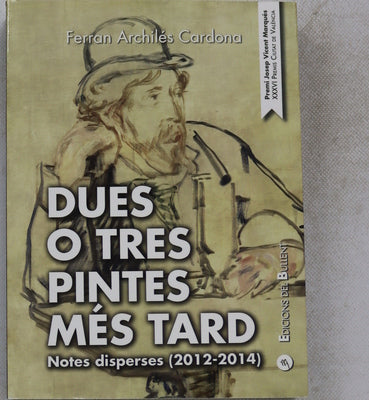 Ferran Archilés Cardona
Premi Josep Vicent Marqués
XXXVI Premis Ciutat de València
DUES
O TRES
PINTES
MÉS TARD
Notes disperses (2012-2014)
Edicions del Bullent